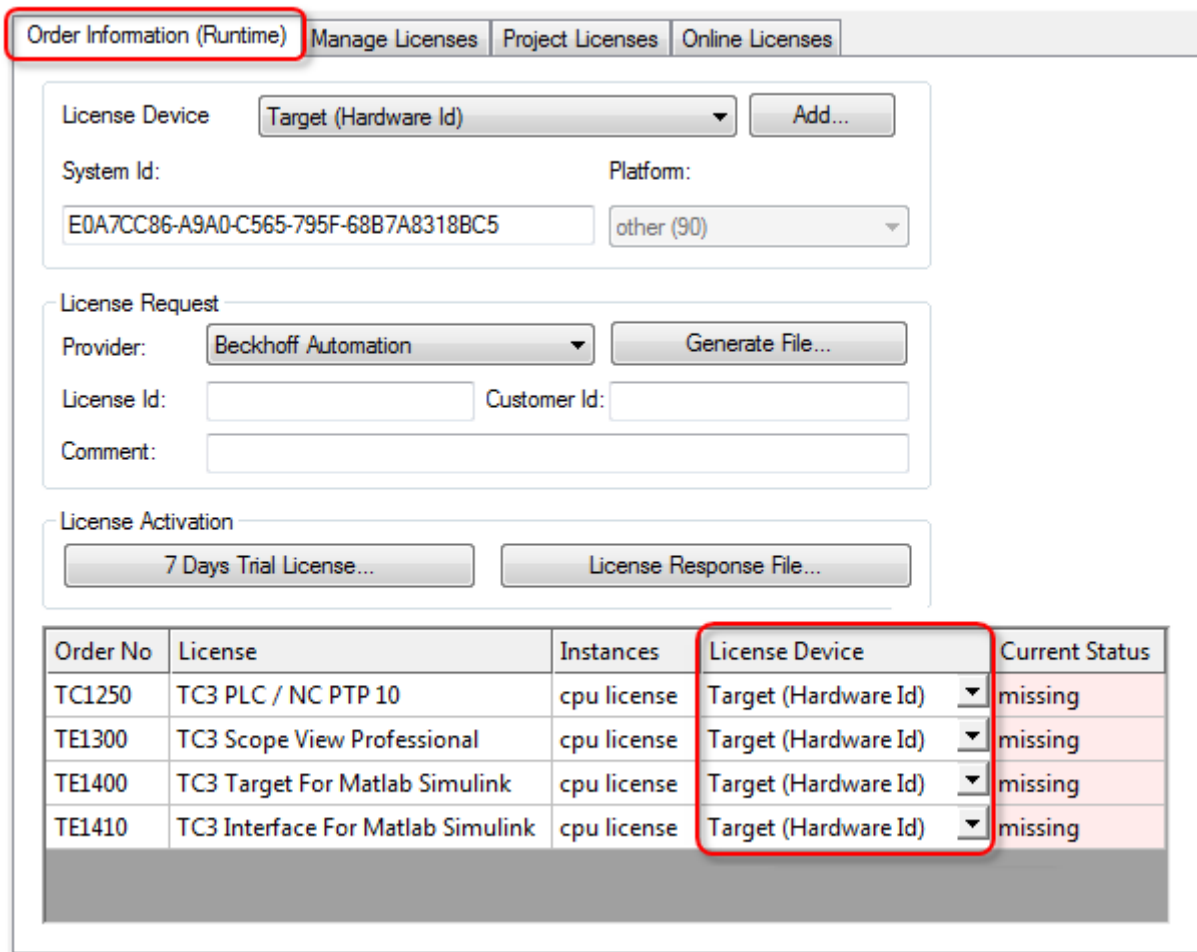 Order Information (Runtime) Manage Licenses Project Licenses Online Licenses
License Device Target (Hardware Id) Add...
System Id: Platform:
E0A7CC86-A9A0-C565-795F-68B7A8318BC5 other (90)
License Request
Provider: Beckhoff Automation Generate File...
License Id: Customer Id:
Comment:
License Activation
7 Days Trial License... License Response File...
Order No License Instances License Device Current Status
TC1250 TC3 PLC / NC PTP 10 cpu license Target (Hardware Id) missing
TE1300 TC3 Scope View Professional cpu license Target (Hardware Id) missing
TE1400 TC3 Target For Matlab Simulink cpu license Target (Hardware Id) missing
TE1410 TC3 Interface For Matlab Simulink cpu license Target (Hardware Id) missing